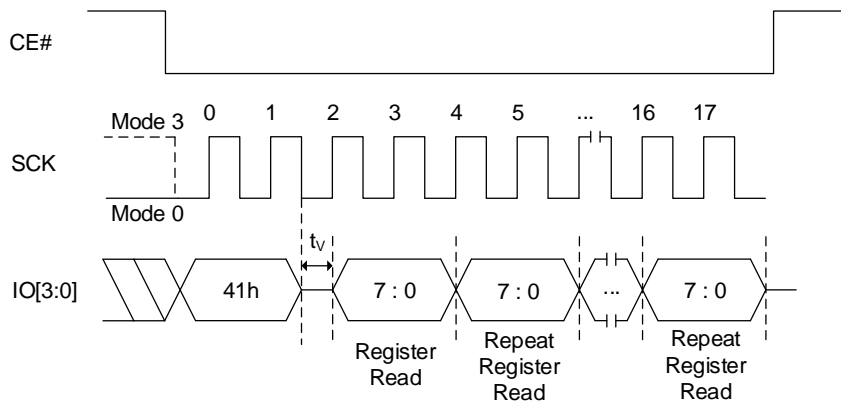 CE#
Mode 3
0 1 2 3 4 5 ... 16 17
SCK
Mode 0
tV
IO[3:0]
41h
7 : 0
7 : 0
...
7 : 0
Register
Read
Repeat
Register
Read
Repeat
Register
Read